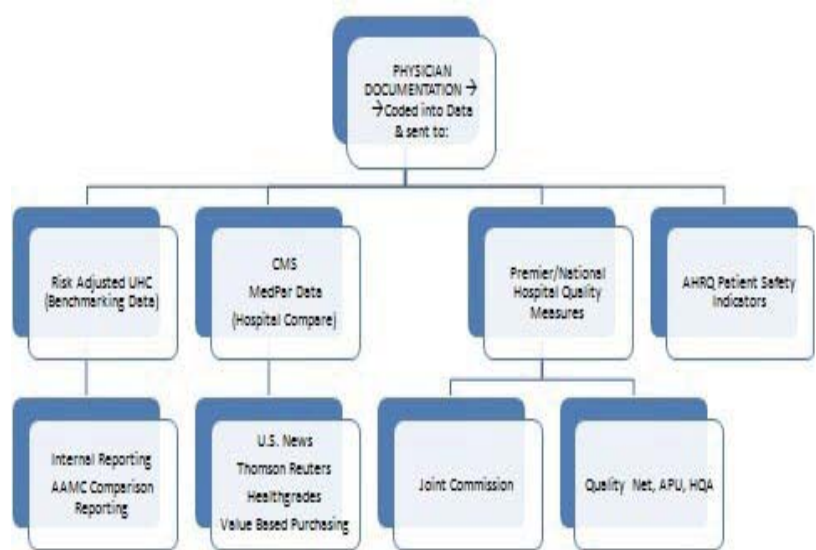 PHYSICIAN
DOCUMENTATION →
→Coded into Data
& sent to:
Risk Adjusted UHC
(Benchmarking Data)
CMS
MedPar Data
(Hospital Compare)
Premier/National
Hospital Quality
Measures
AHRQ Patient Safety
Indicators
Internal Reporting
AAMC Comparison
Reporting
U.S. News
Thomson Reuters
Healthgrades
Value Based Purchasing
Joint Commission
Quality Net, APU, HQA